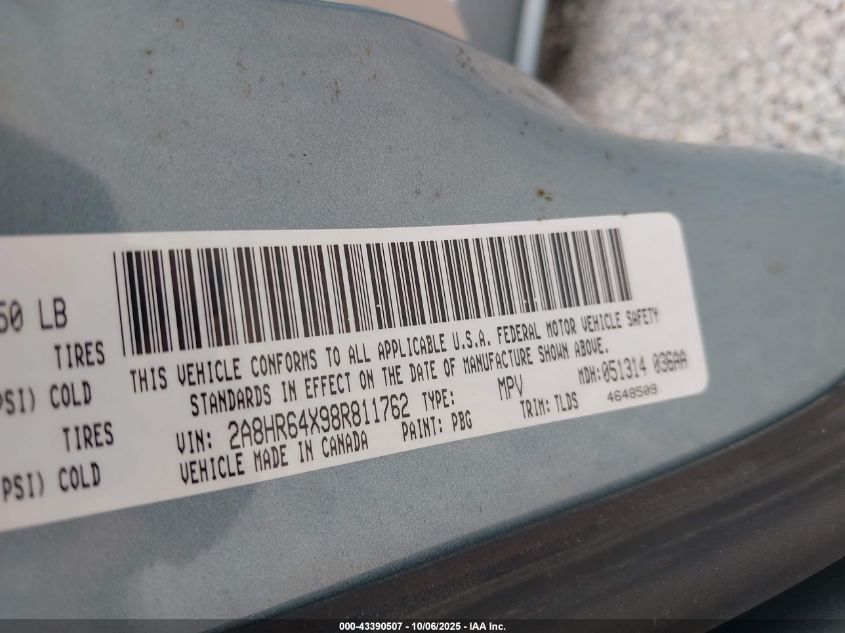 50 LB
TIRES
PSI) COLD
TIRES
PSI) COLD
THIS VEHICLE CONFORMS TO ALL APPLICABLE U.S.A. FEDERAL MOTOR VEHICLE SAFETY
STANDARDS IN EFFECT ON THE DATE OF MANUFACTURE SHOWN ABOVE.
VIN: 2A8HR64X98R811762 TYPE: MPV MDH:051314 036AA
VEHICLE MADE IN CANADA PAINT: PBG TRIM: TLDS 4648509
000-43390507 - 10/06/2025 - IAA Inc.